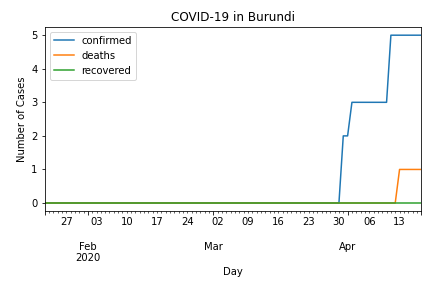 COVID-19 in Burundi
confirmed
deaths
recovered
Number of Cases
5
4
3
2
1
0
27 03 10 17 24 02 09 16 23 30 06 13
Feb Mar Apr
2020
Day